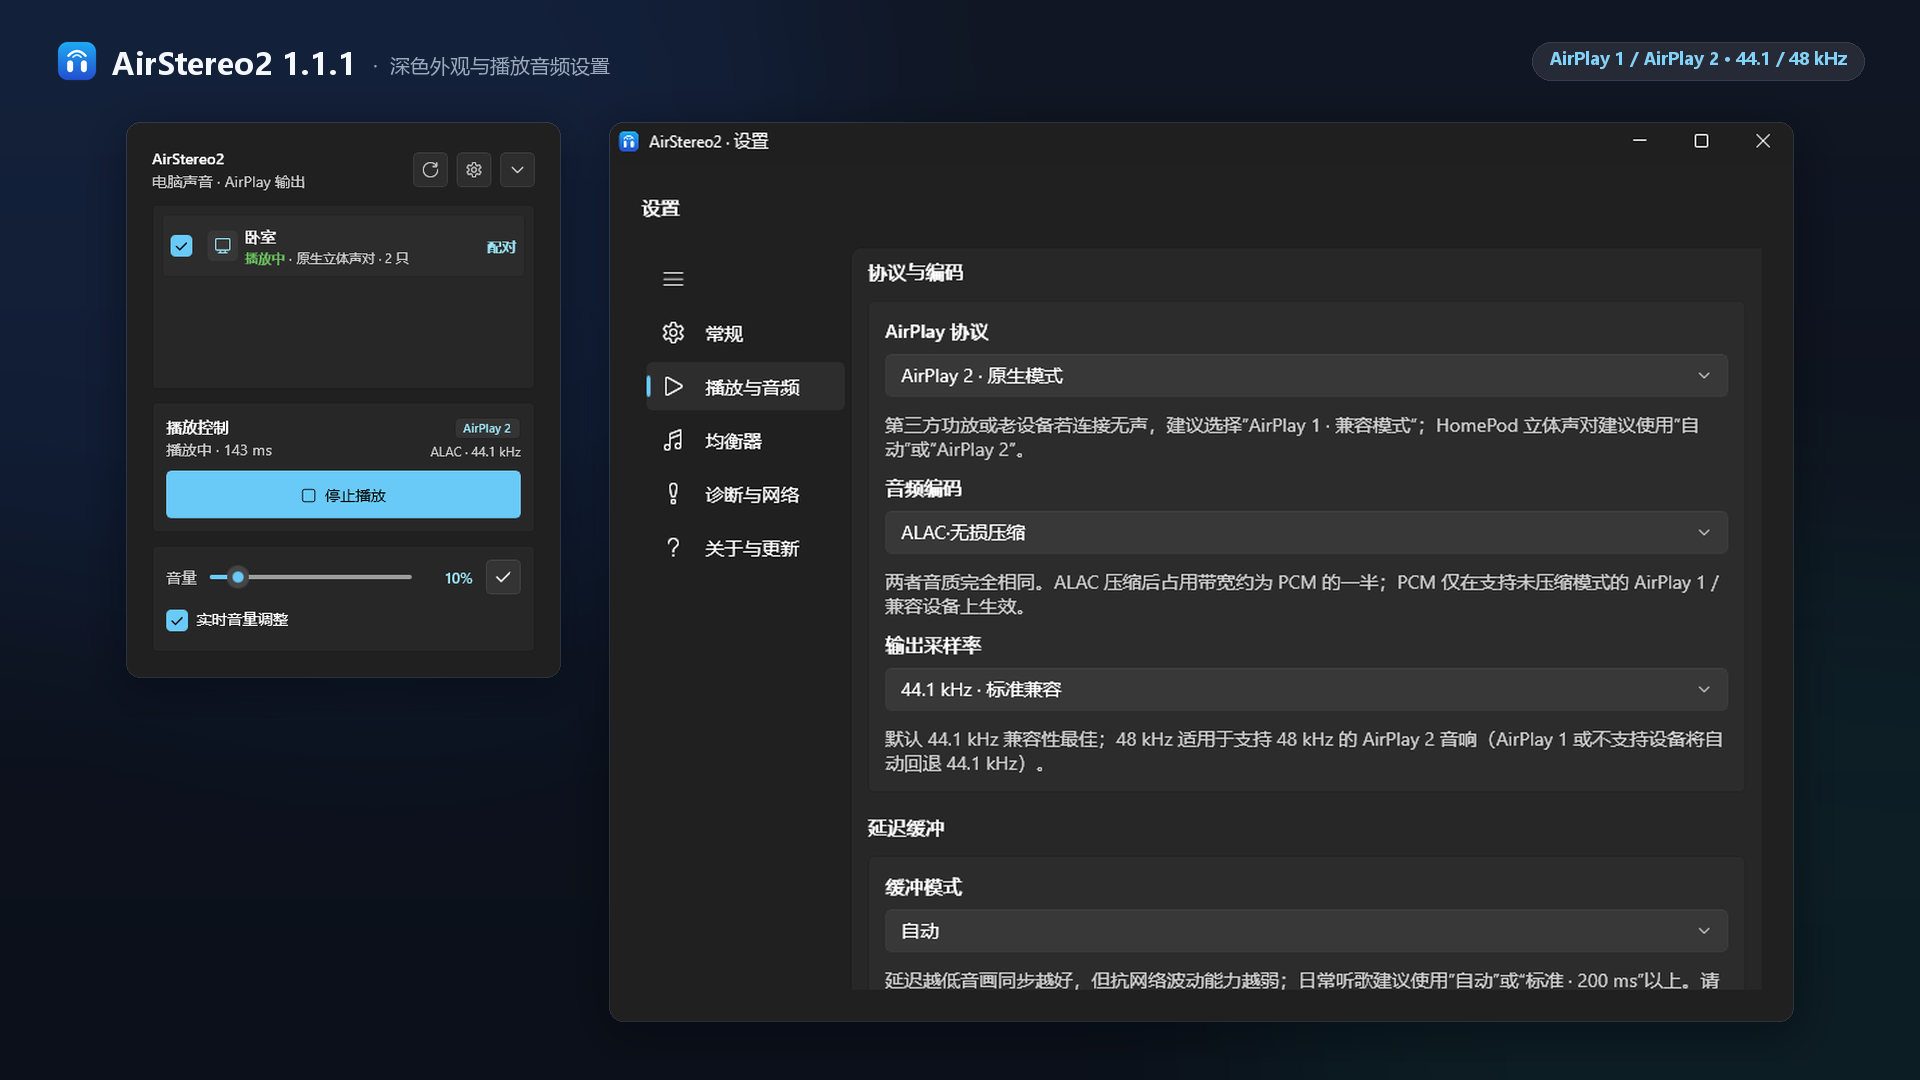 AirStereo2 1.1.1 · 深色外观与播放音频设置
AirPlay 1 / AirPlay 2 • 44.1 / 48 kHz
AirStereo2
电脑声音 · AirPlay 输出
卧室
播放中 · 原生立体声对 · 2 只
配对
播放控制
AirPlay 2
播放中 · 143 ms
ALAC · 44.1 kHz
停止播放
音量
10%
实时音量调整
AirStereo2 · 设置
设置
常规
播放与音频
均衡器
诊断与网络
关于与更新
协议与编码
AirPlay 协议
AirPlay 2 · 原生模式
第三方功放或老设备若连接无声，建议选择”AirPlay 1 · 兼容模式”；HomePod 立体声对建议使用”自
动”或“AirPlay 2”。
音频编码
ALAC·无损压缩
两者音质完全相同。ALAC 压缩后占用带宽约为 PCM 的一半；PCM 仅在支持未压缩模式的 AirPlay 1 /
兼容设备上生效。
输出采样率
44.1 kHz · 标准兼容
默认 44.1 kHz 兼容性最佳；48 kHz 适用于支持 48 kHz 的 AirPlay 2 音响（AirPlay 1 或不支持设备将自
动回退 44.1 kHz）。
延迟缓冲
缓冲模式
自动
延迟越低音画同步越好，但抗网络波动能力越弱；日常听歌建议使用”自动”或“标准 · 200 ms”以上。请